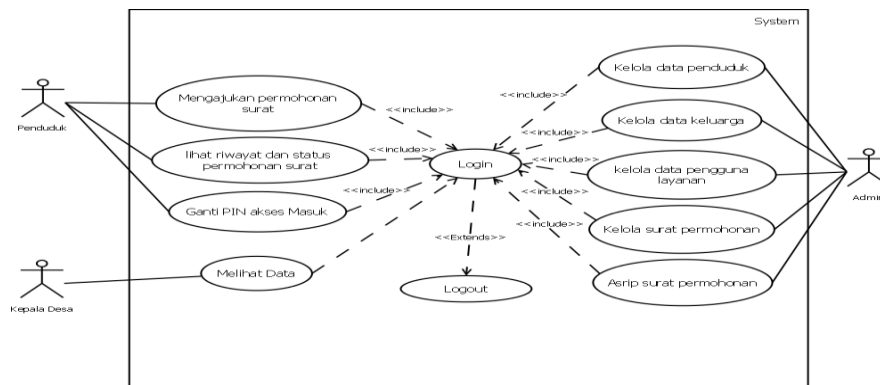 System
Penduduk
Mengajukan permohonan
surat
lihat riwayat dan status
permohonan surat
Ganti PIN akses Masuk
Kepala Desa
Melihat Data
<<include>>
<<include>>
<<include>>
Login
<<Extends>>
Logout
<<include>>
<<include>>
<<include>>
<<include>>
<<include>>
Kelola data penduduk
Kelola data keluarga
kelola data pengguna
layanan
Kelola surat permohonan
Asrip surat permohonan
Admin